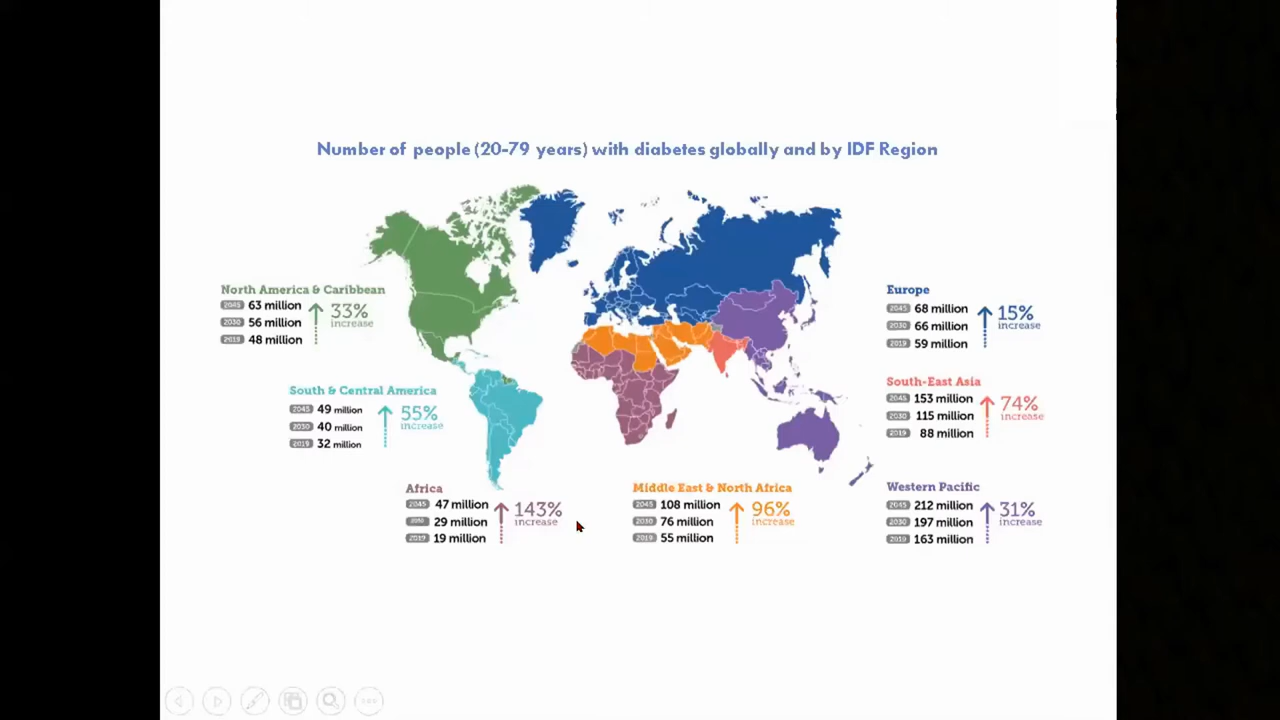 Number of people (20-79 years) with diabetes globally and by IDF Region
North America & Caribbean
2045 63 million
2030 56 million
2019 48 million
33%
increase
South & Central America
2045 49 million
2030 40 million
2019 32 million
55%
increase
Africa
2045 47 million
2030 29 million
2019 19 million
143%
increase
Middle East & North Africa
2045 108 million
2030 76 million
2019 55 million
96%
increase
Europe
2045 68 million
2030 66 million
2019 59 million
15%
increase
South-East Asia
2045 153 million
2030 115 million
2019 88 million
74%
increase
Western Pacific
2045 212 million
2030 197 million
2019 163 million
31%
increase